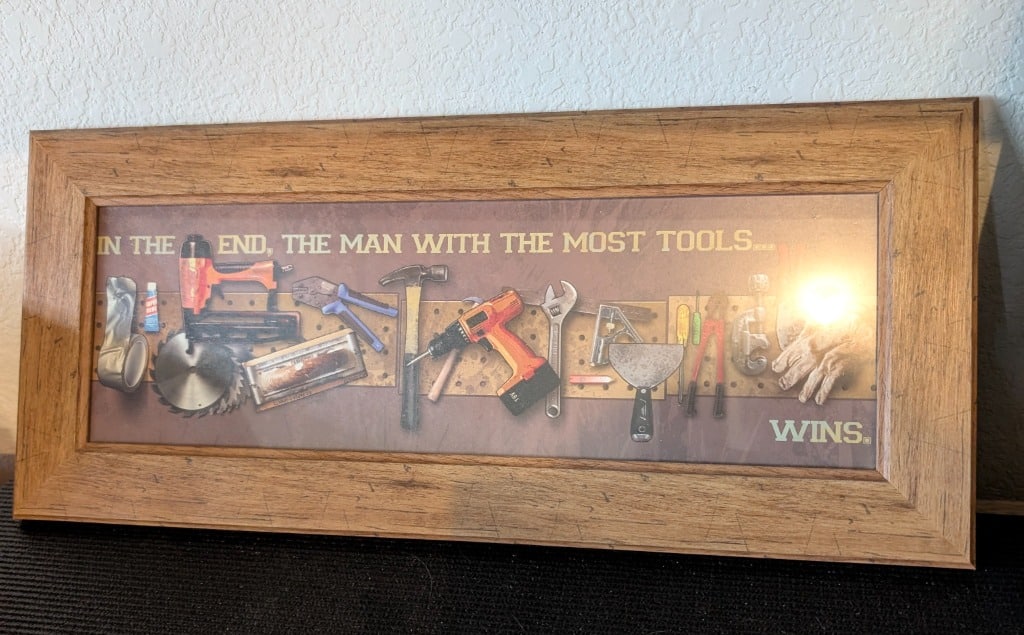 IN THE END, THE MAN WITH THE MOST TOOLS...
WINS.